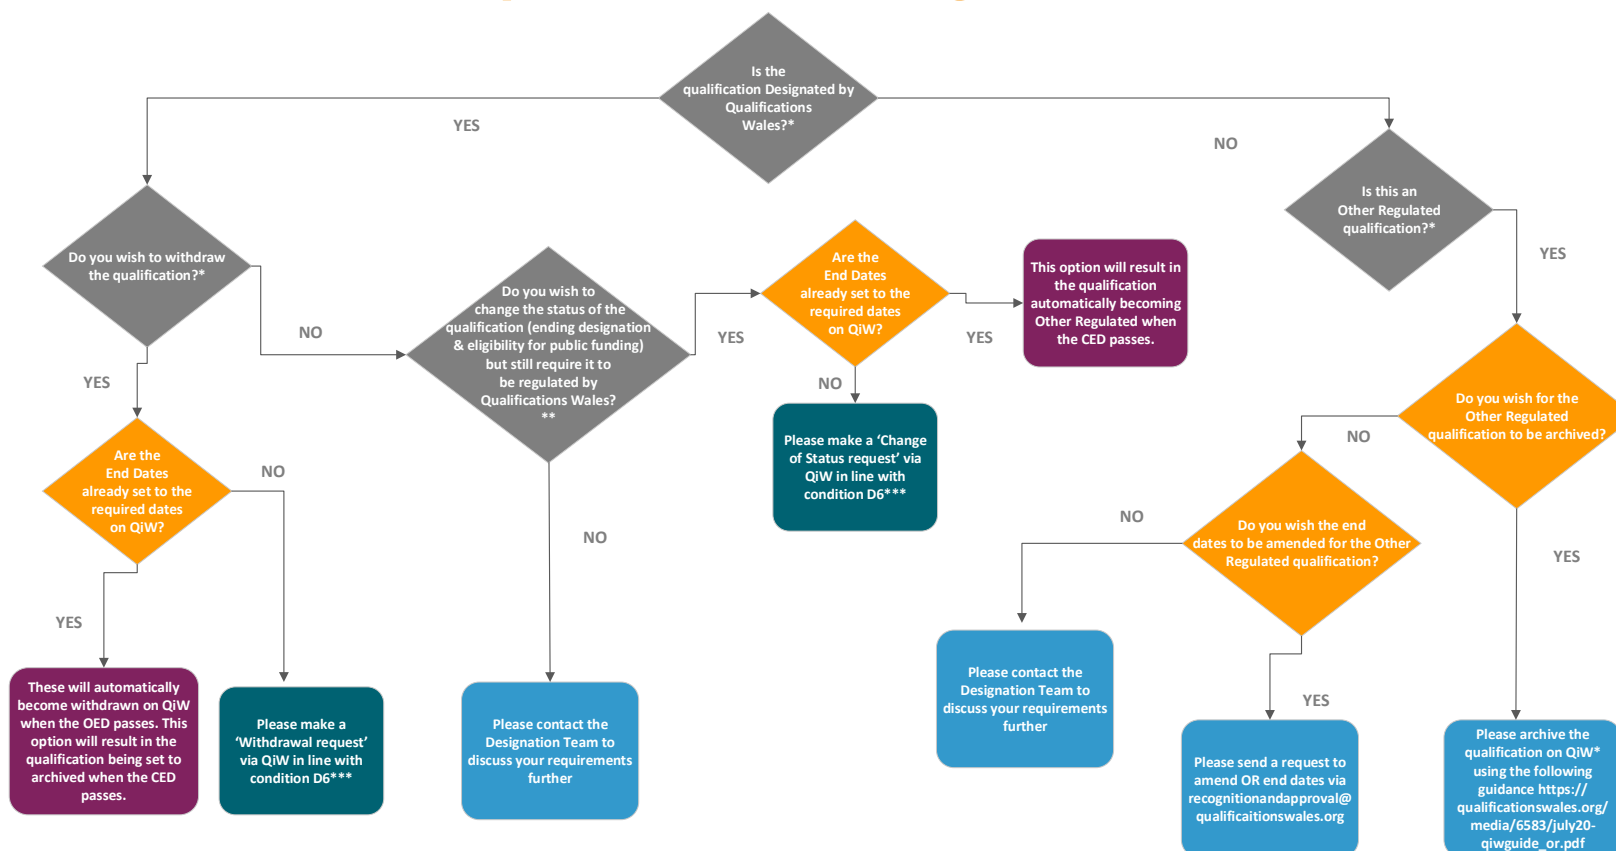 Is the
qualification Designated by
Qualifications
Wales?*
YES
NO
Is this an
Other Regulated
qualification?*
YES
Do you wish to withdraw
the qualification?*
NO
YES
Do you wish to
change the status of the
qualification (ending designation
& eligibility for public funding)
but still require it to
be regulated by
Qualifications Wales?
**
YES
NO
Are the
End Dates
already set to the
required dates
on QiW?
YES
NO
This option will result in
the qualification
automatically becoming
Other Regulated when
the CED passes.
Please make a ‘Change
of Status request’ via
QiW in line with
condition D6***
Do you wish for the
Other Regulated
qualification to be archived?
NO
YES
Are the
End Dates
already set to the
required dates
on QiW?
NO
YES
Do you wish the end
dates to be amended for the Other
Regulated qualification?
NO
YES
These will automatically
become withdrawn on QiW
when the OED passes. This
option will result in the
qualification being set to
archived when the CED
passes.
Please make a
‘Withdrawal request’
via QiW in line with
condition D6***
Please contact the
Designation Team to
discuss your requirements
further
Please contact the
Designation Team to
discuss your requirements
further
Please send a request to
amend OR end dates via
recognitionandapproval@
qualificaitionswales.org
Please archive the
qualification on QiW*
using the following
guidance https://
qualificationswales.org/
media/6583/july20-
qiwguide_or.pdf